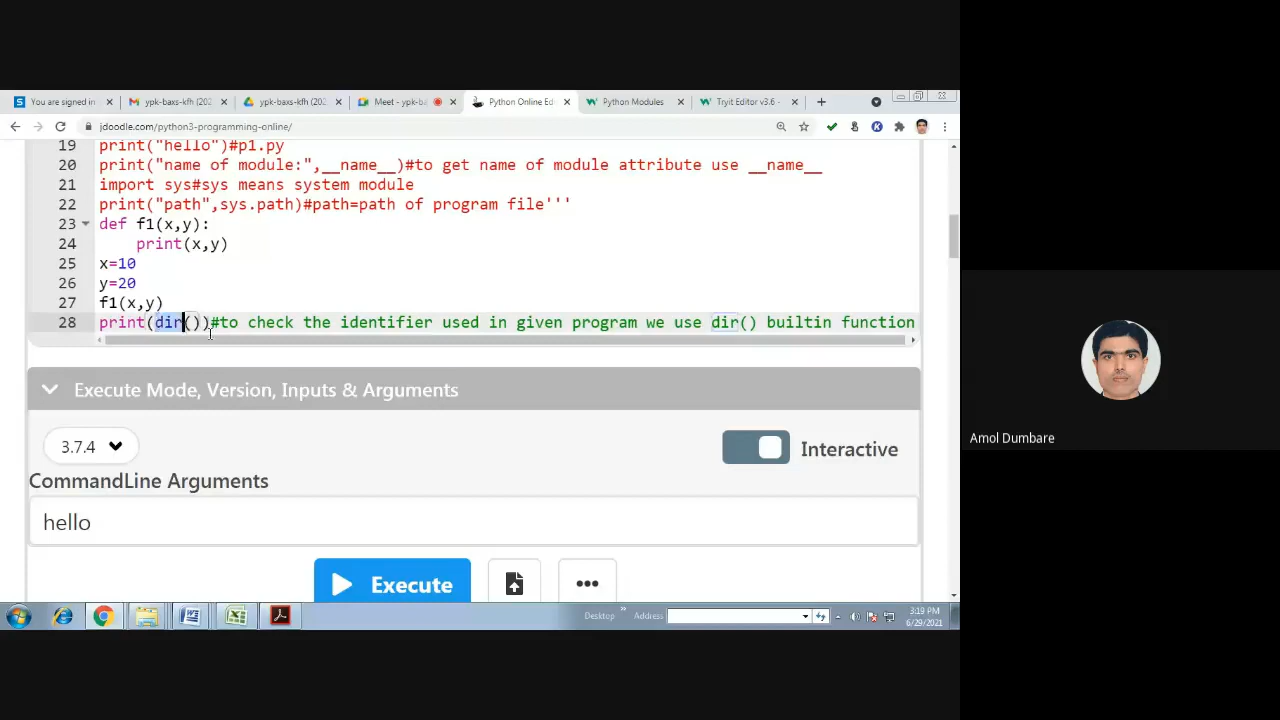 You are signed in
ypk-baxs-kfh (202
ypk-baxs-kfh (202
Meet - ypk-ba
Python Online Ed
Python Modules
Tryit Editor v3.6 -
jdoodle.com/python3-programming-online/
19 print("hello")#p1.py
20 print("name of module:",__name__)#to get name of module attribute use __name__
21 import sys#sys means system module
22 print("path",sys.path)#path=path of program file'''
23 def f1(x,y):
24 print(x,y)
25 x=10
26 y=20
27 f1(x,y)
28 print(dir())#to check the identifier used in given program we use dir() builtin function
Execute Mode, Version, Inputs & Arguments
3.7.4
Interactive
CommandLine Arguments
hello
Execute
Amol Dumbare
Desktop
Address
3:19 PM
6/29/2021